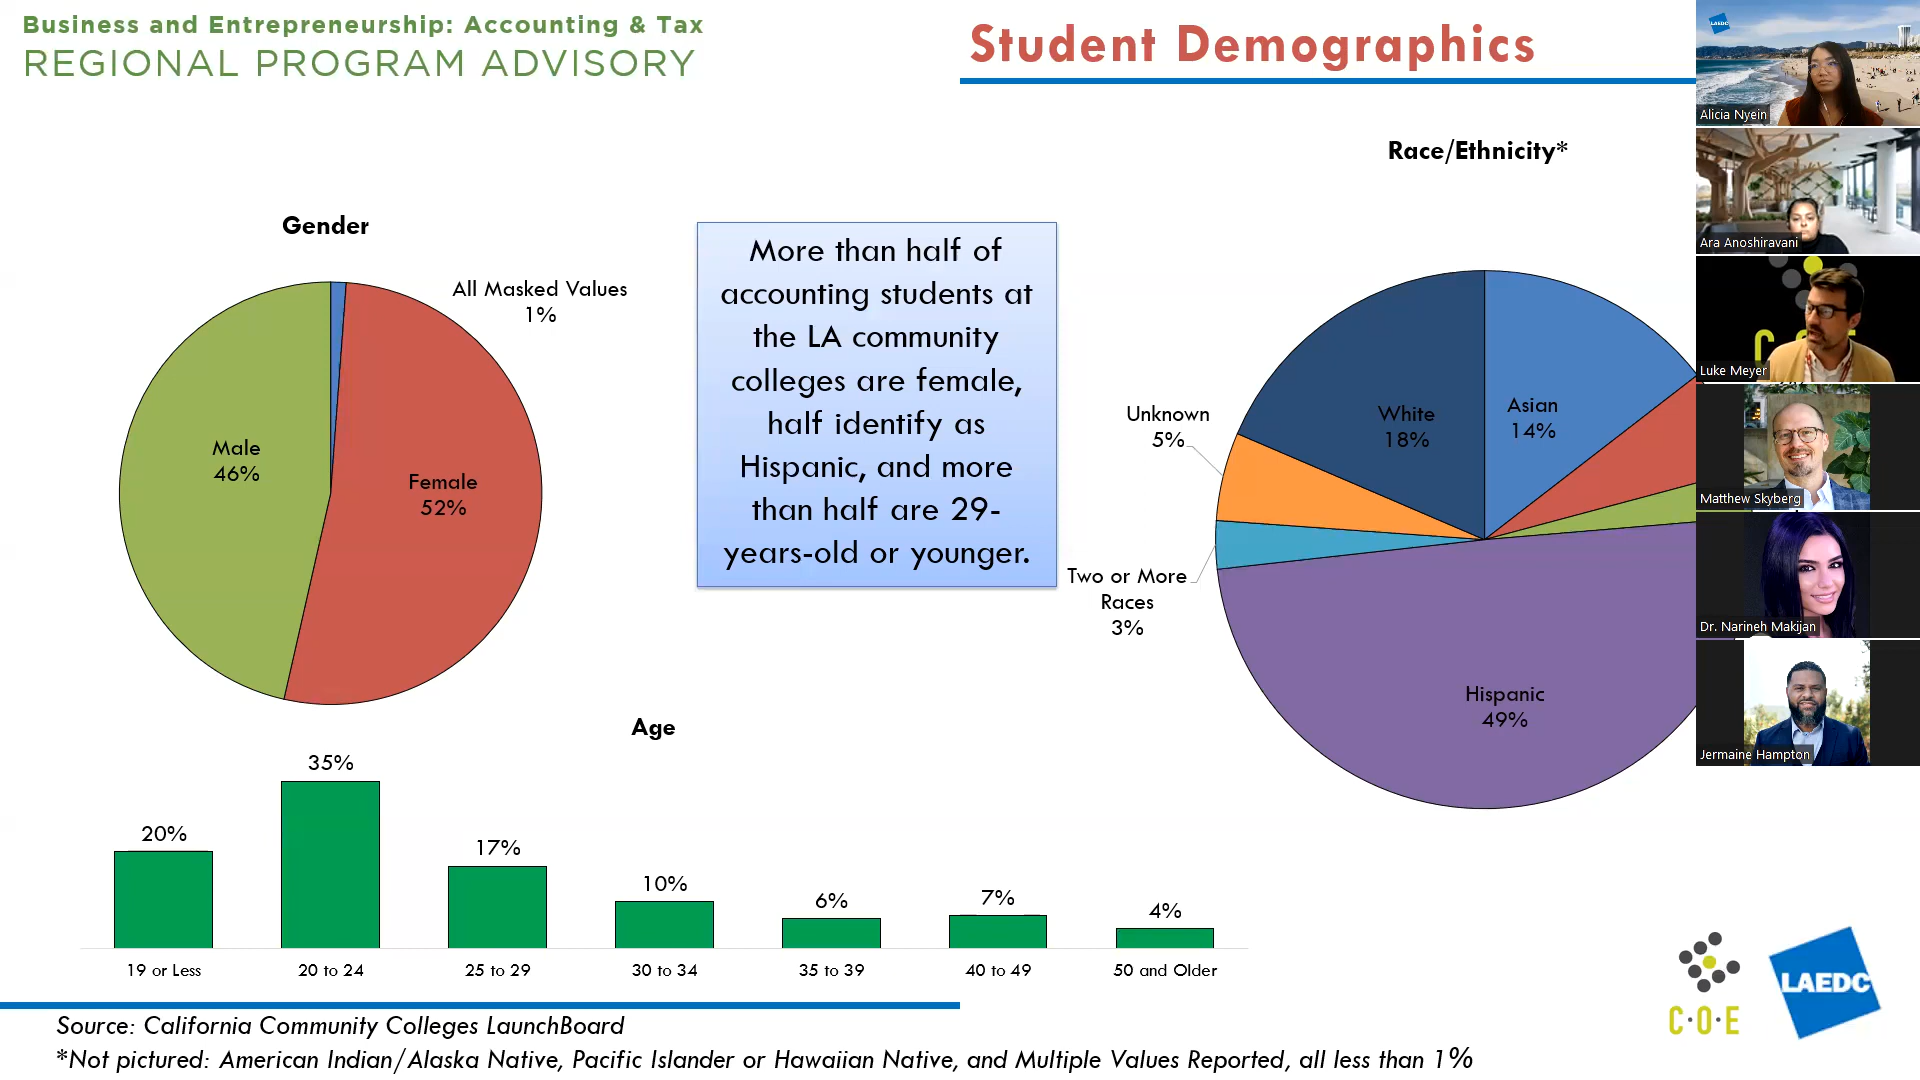 Business and Entrepreneurship: Accounting & Tax
REGIONAL PROGRAM ADVISORY
Student Demographics
Gender
All Masked Values
1%
Male
46%
Female
52%
More than half of
accounting students at
the LA community
colleges are female,
half identify as
Hispanic, and more
than half are 29-
years-old or younger.
Race/Ethnicity*
White
18%
Asian
14%
Unknown
5%
Two or More
Races
3%
Hispanic
49%
Age
20%
35%
17%
10%
6%
7%
4%
19 or Less
20 to 24
25 to 29
30 to 34
35 to 39
40 to 49
50 and Older
Source: California Community Colleges LaunchBoard
*Not pictured: American Indian/Alaska Native, Pacific Islander or Hawaiian Native, and Multiple Values Reported, all less than 1%
C·O·E
LAEDC
LAEDC
Alicia Nyein
Ara Anoshiravani
Luke Meyer
Matthew Skyberg
Dr. Narineh Makijan
Jermaine Hampton